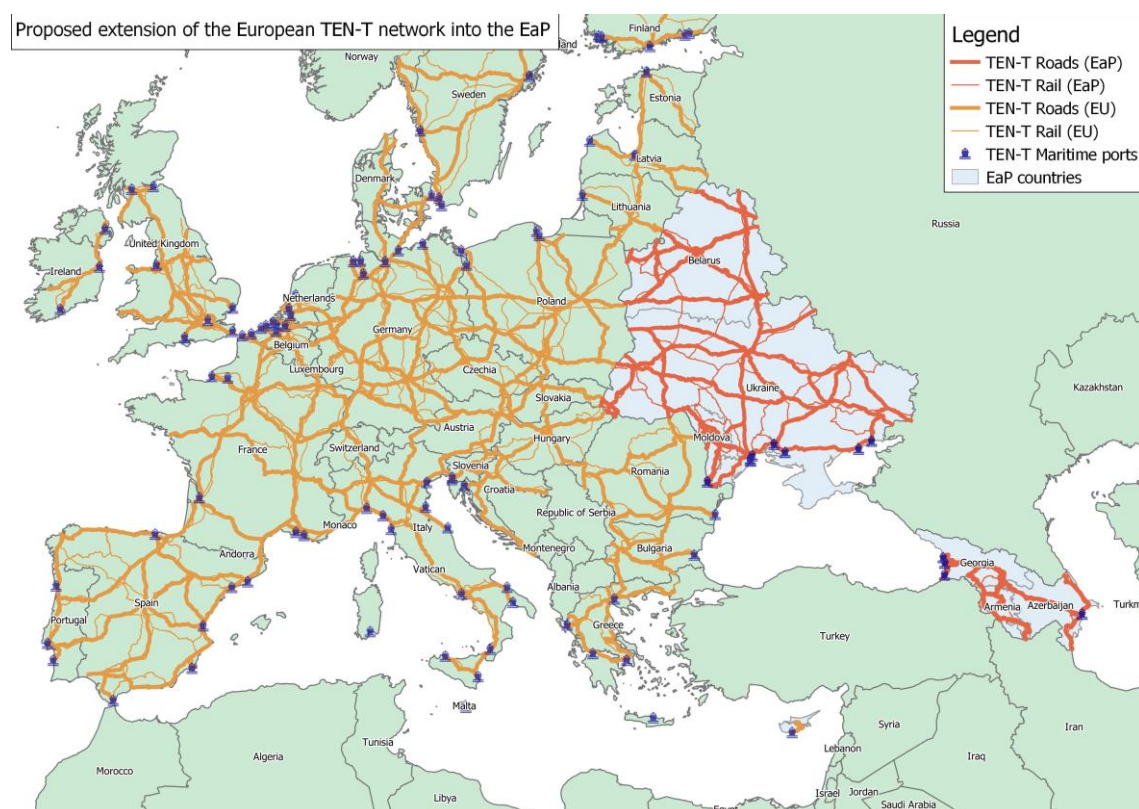 Proposed extension of the European TEN-T network into the EaP
Legend
TEN-T Roads (EaP)
TEN-T Rail (EaP)
TEN-T Roads (EU)
TEN-T Rail (EU)
TEN-T Maritime ports
EaP countries
Finland
Norway
Sweden
Estonia
Latvia
Denmark
Lithuania
Russia
United Kingdom
Ireland
Belarus
Netherlands
Poland
Germany
Belgium
Luxembourg
Czechia
Ukraine
Kazakhstan
Slovakia
Austria
Moldova
Hungary
France
Switzerland
Slovenia
Romania
Croatia
Republic of Serbia
Monaco
Italy
Andorra
Montenegro
Bulgaria
Georgia
Vatican
Albania
Armenia
Azerbaijan
Turkm
Spain
Portugal
Greece
Turkey
Malta
Syria
Tunisia
Lebanon
Iran
Algeria
Iraq
Morocco
Israel
Jordan
Libya
Saudi Arabia